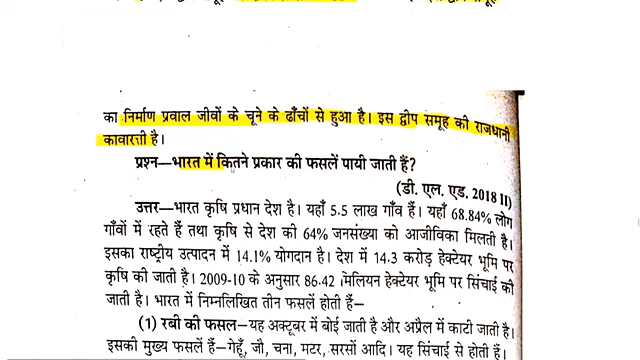 का निर्माण प्रवाल जीवों के चूने के ढाँचों से हुआ है। इस द्वीप समूह की राजधानी
कावारत्ती है।
प्रश्न—भारत में कितने प्रकार की फसलें पायी जाती हैं?
(डी. एल. एड. 2018 II)
उत्तर—भारत कृषि प्रधान देश है। यहाँ 5.5 लाख गाँव हैं। यहाँ 68.84% लोग
गाँवों में रहते हैं तथा कृषि से देश की 64% जनसंख्या को आजीविका मिलती है।
इसका राष्ट्रीय उत्पादन में 14.1% योगदान है। देश में 14.3 करोड़ हेक्टेयर भूमि पर
कृषि की जाती है। 2009-10 के अनुसार 86.42 मिलियन हेक्टेयर भूमि पर सिंचाई की
जाती है। भारत में निम्नलिखित तीन फसलें होती हैं—
(1) रबी की फसल—यह अक्टूबर में बोई जाती है और अप्रैल में काटी जाती है।
इसकी मुख्य फसलें हैं—गेहूँ, जौ, चना, मटर, सरसों आदि। यह सिंचाई से होती हैं।